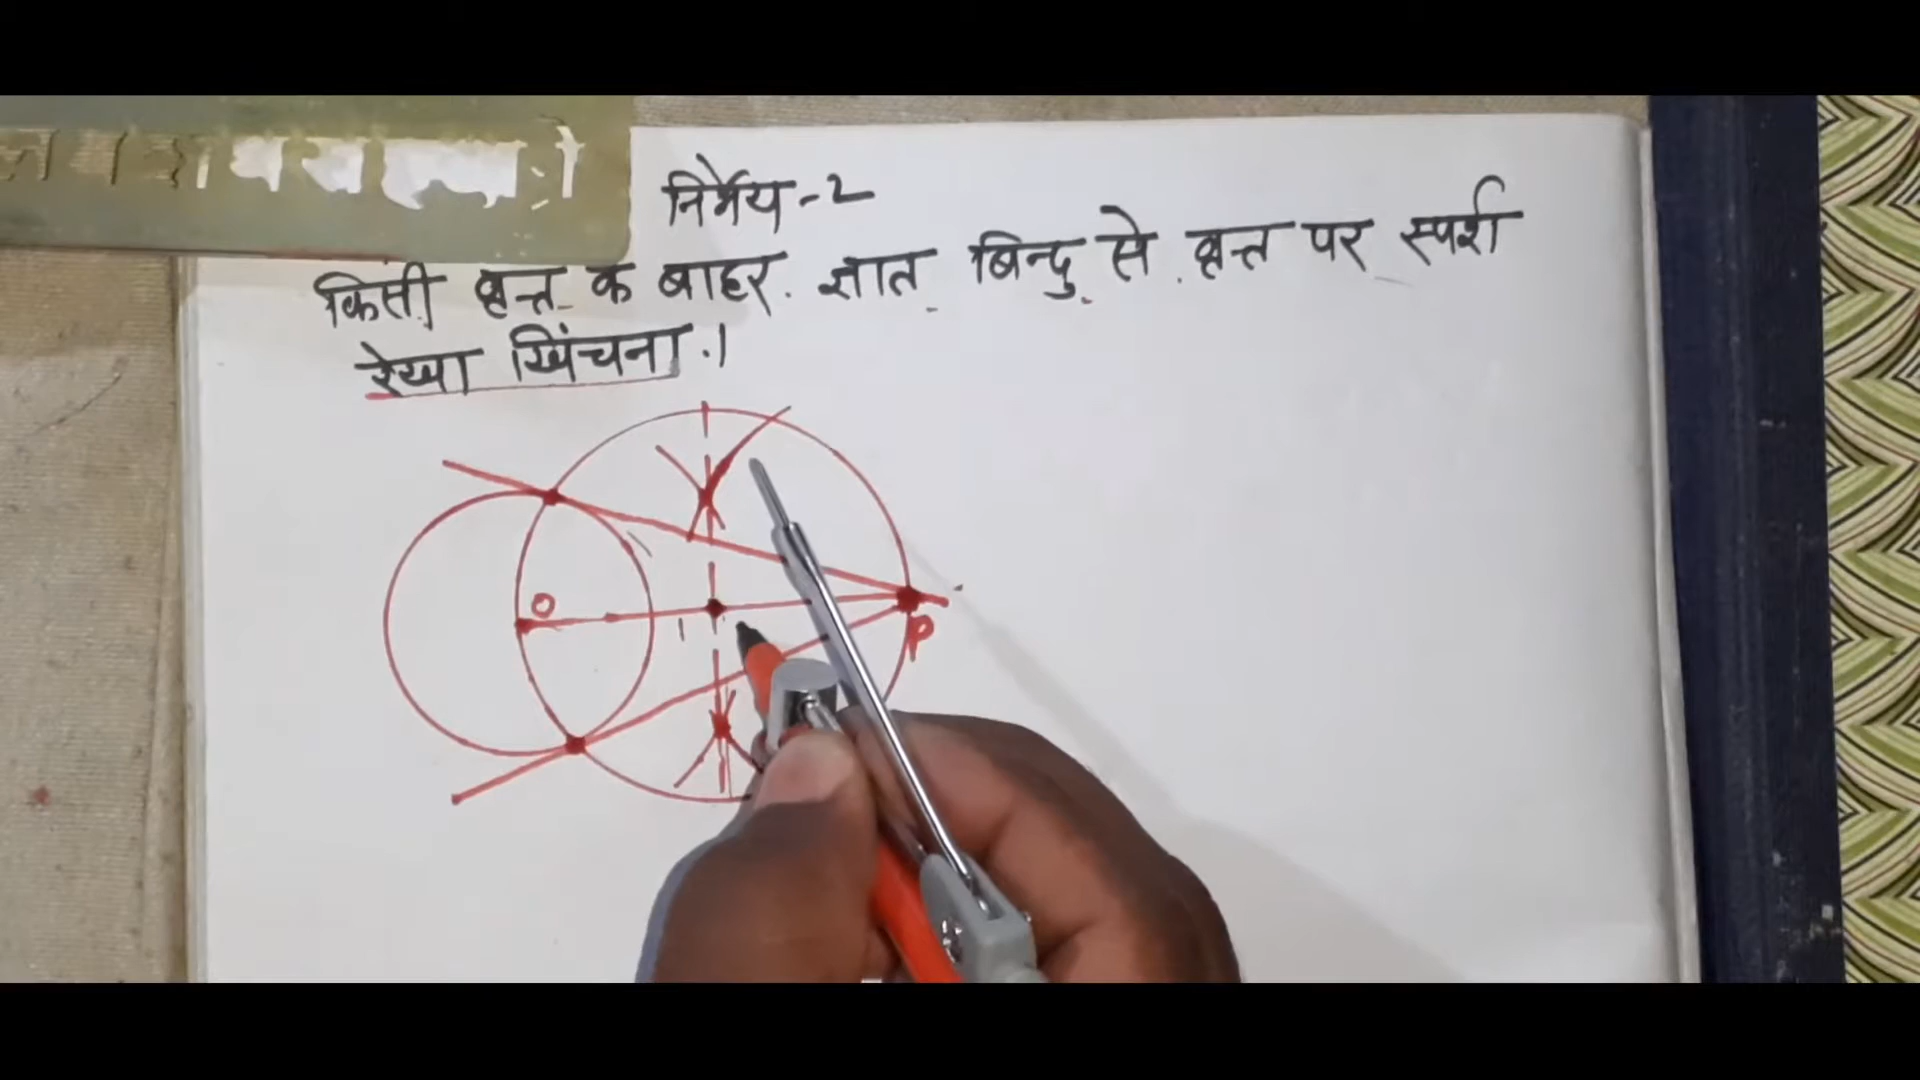 निर्मेय-2
किसी वृत्त के बाहर ज्ञात बिन्दु से वृत्त पर स्पर्श
रेखा खिंचना।
O
P